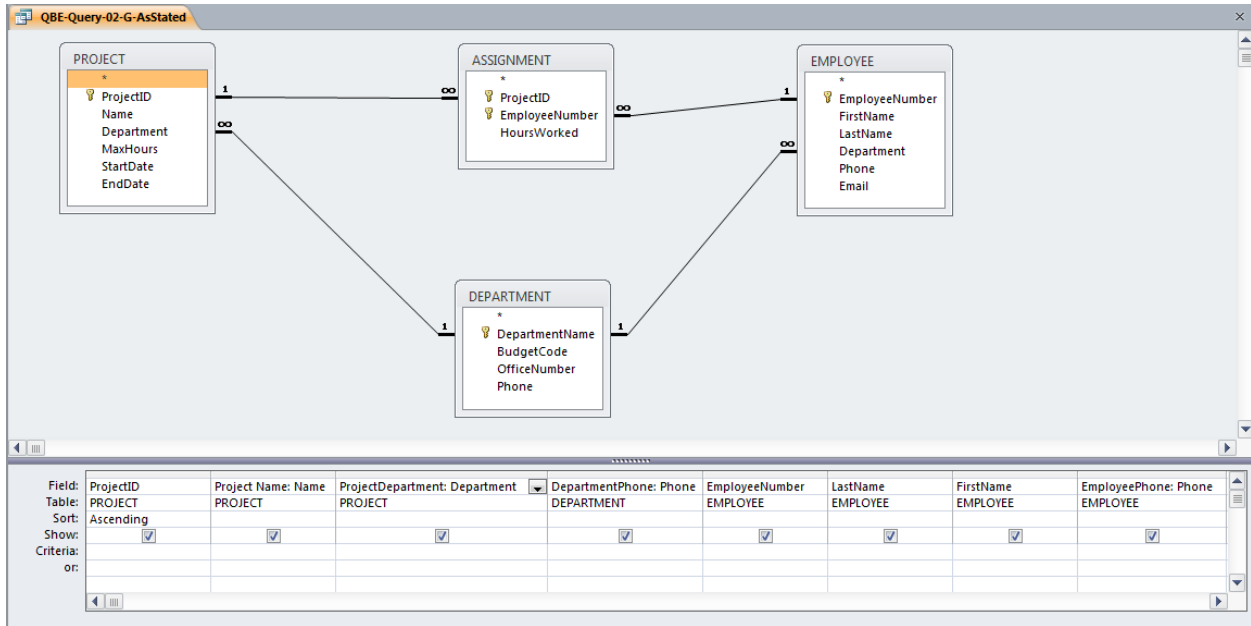 QBE-Query-02-G-AsStated
PROJECT
*
ProjectID
Name
Department
MaxHours
StartDate
EndDate
ASSIGNMENT
*
ProjectID
EmployeeNumber
HoursWorked
EMPLOYEE
*
EmployeeNumber
FirstName
LastName
Department
Phone
Email
DEPARTMENT
*
DepartmentName
BudgetCode
OfficeNumber
Phone
1 ∞
∞ 1
∞ 1
1 ∞
Field: ProjectID Project Name: Name ProjectDepartment: Department DepartmentPhone: Phone EmployeeNumber LastName FirstName EmployeePhone: Phone
Table: PROJECT PROJECT PROJECT DEPARTMENT EMPLOYEE EMPLOYEE EMPLOYEE EMPLOYEE
Sort: Ascending
Show:
Criteria:
or: